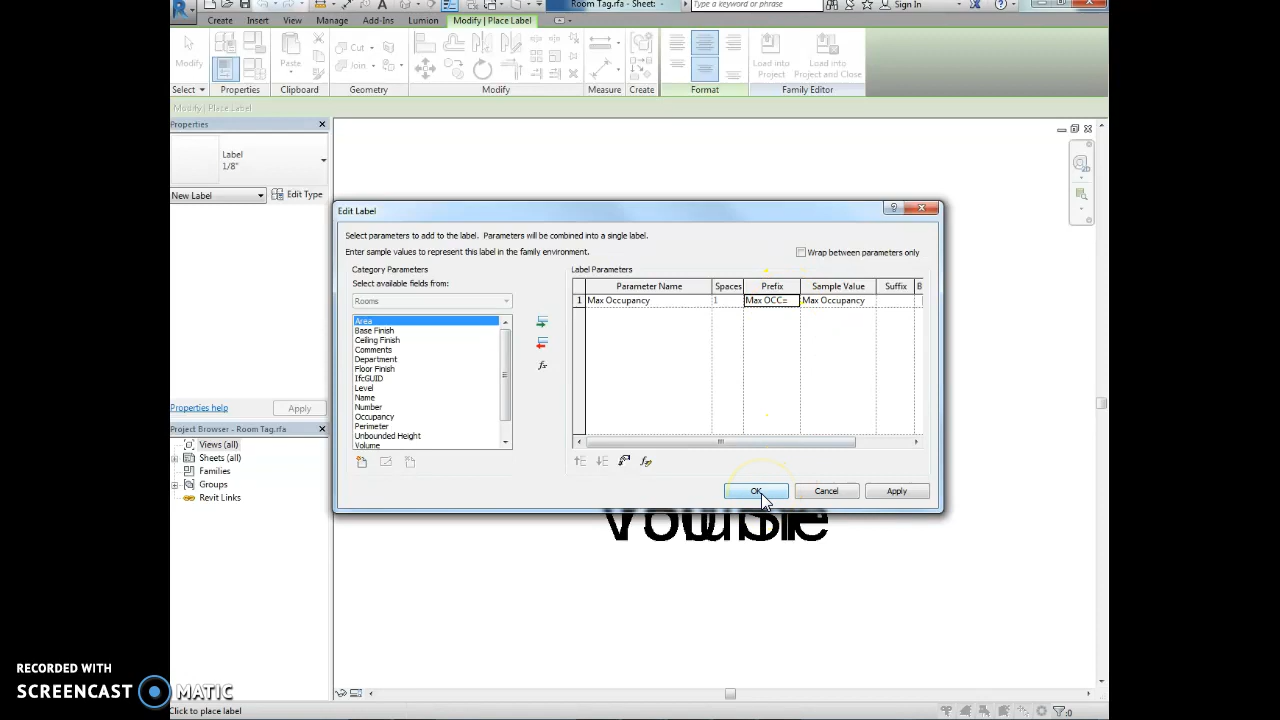 Room Tag.rfa - Sheet:
Type a keyword or phrase
Sign In
Create Insert View Manage Add-Ins Lumion Modify | Place Label
Modify
Paste
Cut
Join
Load into Project
Load into Project and Close
Select Properties Clipboard Geometry Modify Measure Create Format Family Editor
Modify | Place Label
Properties
Label
1/8"
New Label
Edit Type
Properties help
Apply
Project Browser - Room Tag.rfa
Views (all)
Sheets (all)
Families
Groups
Revit Links
Edit Label
Select parameters to add to the label. Parameters will be combined into a single label.
Enter sample values to represent this label in the family environment.
Wrap between parameters only
Category Parameters
Select available fields from:
Rooms
Area
Base Finish
Ceiling Finish
Comments
Department
Floor Finish
IfcGUID
Level
Name
Number
Occupancy
Perimeter
Unbounded Height
Volume
Label Parameters
Parameter Name Spaces Prefix Sample Value Suffix B
1 Max Occupancy 1 Max OCC= Max Occupancy
fx
OK
Cancel
Apply
RECORDED WITH
SCREENCAST MATIC
Click to place label
:0